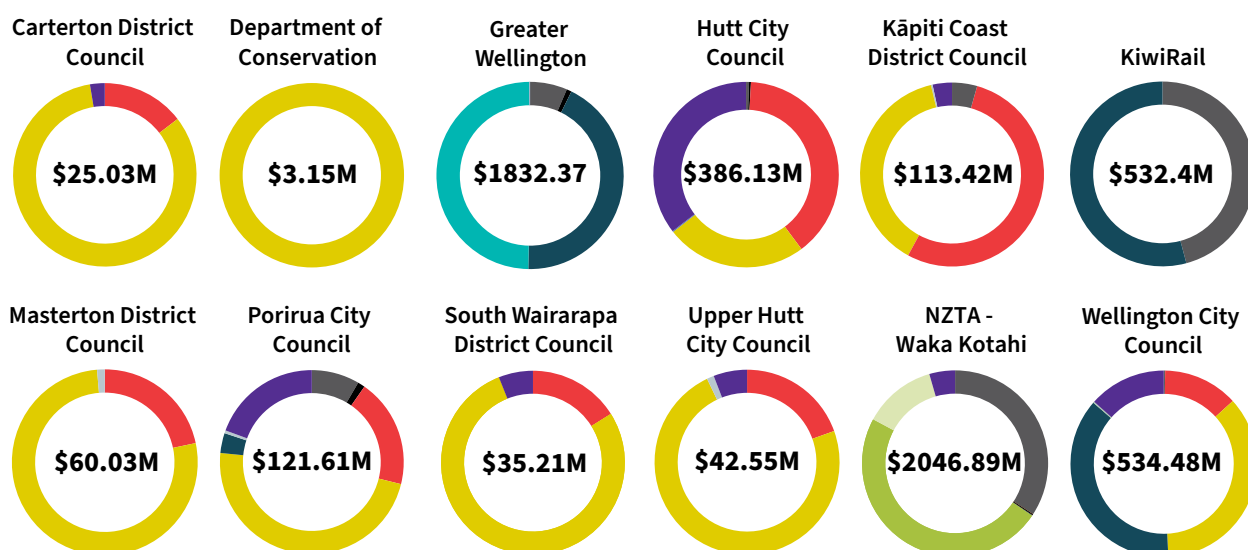 Carterton District
Council
$25.03M
Department of
Conservation
$3.15M
Greater
Wellington
$1832.37
Hutt City
Council
$386.13M
Kāpiti Coast
District Council
$113.42M
KiwiRail
$532.4M
Masterton District
Council
$60.03M
Porirua City
Council
$121.61M
South Wairarapa
District Council
$35.21M
Upper Hutt
City Council
$42.55M
NZTA -
Waka Kotahi
$2046.89M
Wellington City
Council
$534.48M